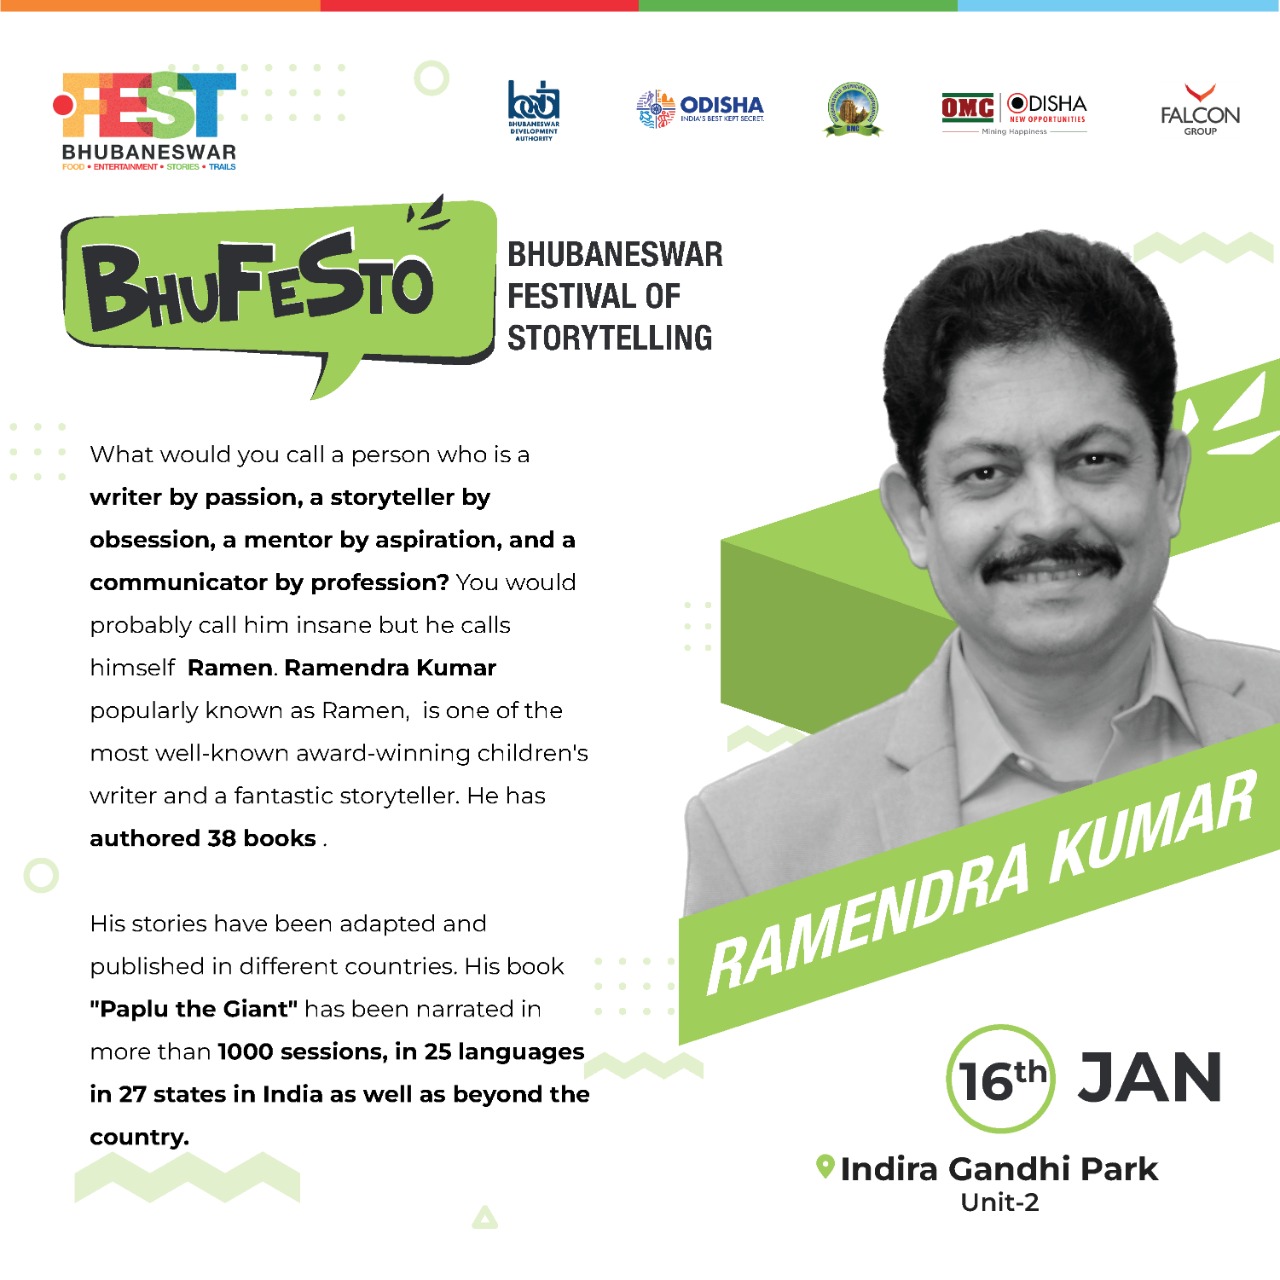 .FEST
BHUBANESWAR
FOOD • ENTERTAINMENT • STORIES • TRAILS
BHUBANESWAR
DEVELOPMENT
AUTHORITY
ODISHA
INDIA'S BEST KEPT SECRET.
BMC
OMC
ODISHA
NEW OPPORTUNITIES
Mining Happiness
FALCON
GROUP
BHUFESTO
BHUBANESWAR
FESTIVAL OF
STORYTELLING
What would you call a person who is a
writer by passion, a storyteller by
obsession, a mentor by aspiration, and a
communicator by profession? You would
probably call him insane but he calls
himself Ramen. Ramendra Kumar
popularly known as Ramen, is one of the
most well-known award-winning children's
writer and a fantastic storyteller. He has
authored 38 books .
His stories have been adapted and
published in different countries. His book
"Paplu the Giant" has been narrated in
more than 1000 sessions, in 25 languages
in 27 states in India as well as beyond the
country.
RAMENDRA KUMAR
16th JAN
Indira Gandhi Park
Unit-2